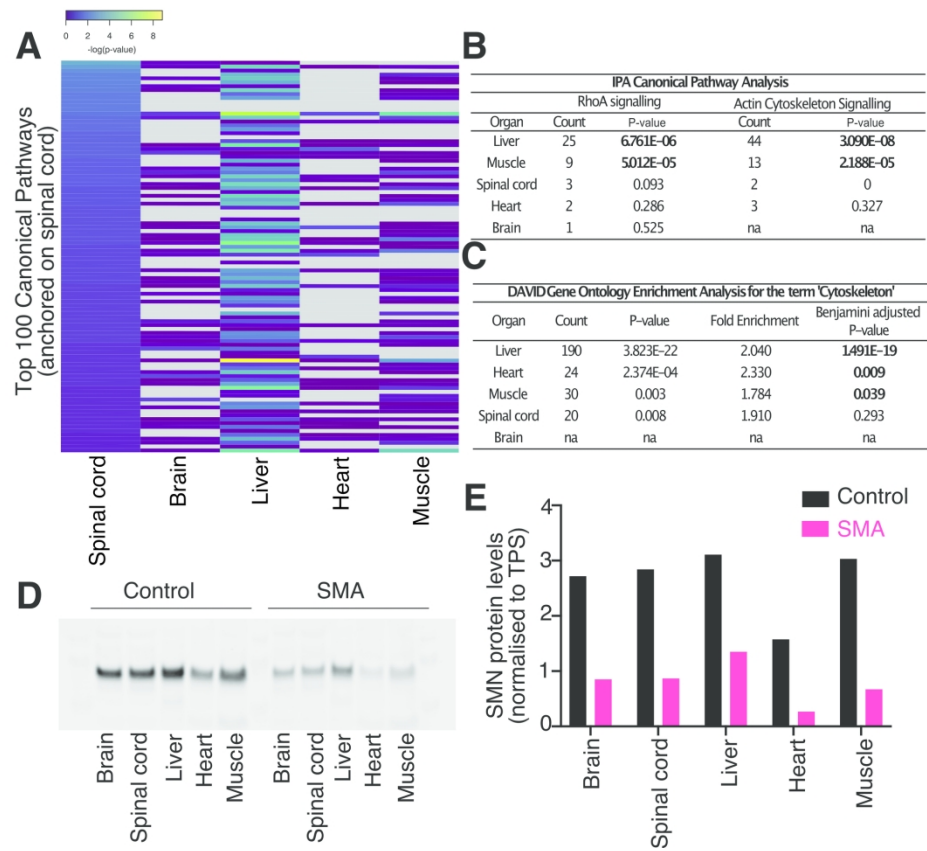 A
0 2 4 6 8
-log(p-value)
Top 100 Canonical Pathways
(anchored on spinal cord)
Spinal cord
Brain
Liver
Heart
Muscle
B
IPA Canonical Pathway Analysis
RhoA signalling Actin Cytoskeleton Signalling
Organ Count P-value Count P-value
Liver 25 6.761E-06 44 3.090E-08
Muscle 9 5.012E-05 13 2.188E-05
Spinal cord 3 0.093 2 0
Heart 2 0.286 3 0.327
Brain 1 0.525 na na
C
DAVID Gene Ontology Enrichment Analysis for the term 'Cytoskeleton'
Organ Count P-value Fold Enrichment Benjamini adjusted
P-value
Liver 190 3.823E-22 2.040 1.491E-19
Heart 24 2.374E-04 2.330 0.009
Muscle 30 0.003 1.784 0.039
Spinal cord 20 0.008 1.910 0.293
Brain na na na na
D
Control SMA
Brain
Spinal cord
Liver
Heart
Muscle
Brain
Spinal cord
Liver
Heart
Muscle
E
Control
SMA
SMN protein levels
(normalised to TPS)
4
3
2
1
0
Brain
Spinal cord
Liver
Heart
Muscle